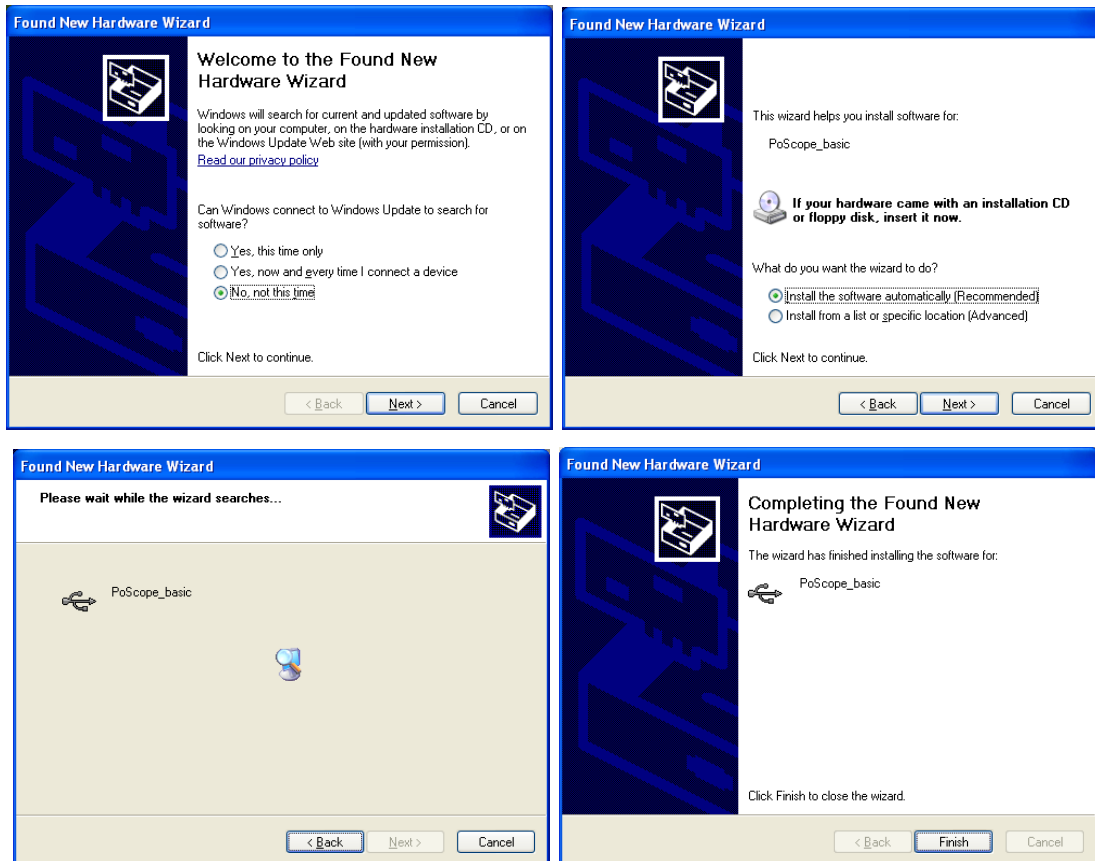 Found New Hardware Wizard
Welcome to the Found New
Hardware Wizard
Windows will search for current and updated software by
looking on your computer, on the hardware installation CD, or on
the Windows Update Web site (with your permission).
Read our privacy policy
Can Windows connect to Windows Update to search for
software?
Yes, this time only
Yes, now and every time I connect a device
No, not this time
Click Next to continue.
< Back
Next >
Cancel
Found New Hardware Wizard
This wizard helps you install software for:
PoScope_basic
If your hardware came with an installation CD
or floppy disk, insert it now.
What do you want the wizard to do?
Install the software automatically (Recommended)
Install from a list or specific location (Advanced)
Click Next to continue.
< Back
Next >
Cancel
Found New Hardware Wizard
Please wait while the wizard searches...
PoScope_basic
< Back
Next >
Cancel
Found New Hardware Wizard
Completing the Found New
Hardware Wizard
The wizard has finished installing the software for:
PoScope_basic
Click Finish to close the wizard.
< Back
Finish
Cancel